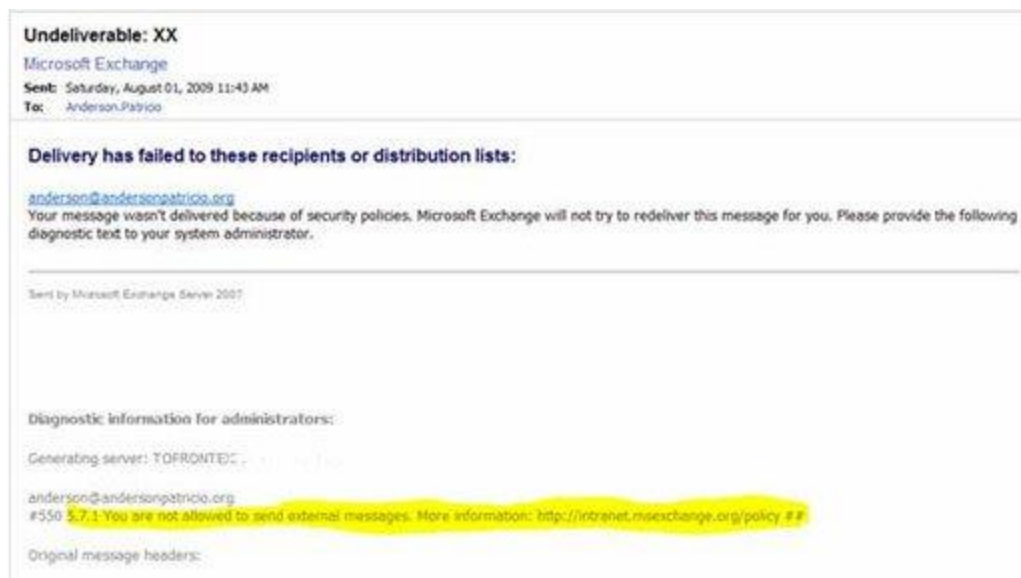 Undeliverable: XX
Microsoft Exchange
Sent: Saturday, August 01, 2009 11:43 AM
To: Anderson.Patricio
Delivery has failed to these recipients or distribution lists:
anderson@andersonpatricio.org
Your message wasn't delivered because of security policies. Microsoft Exchange will not try to redeliver this message for you. Please provide the following
diagnostic text to your system administrator.
Sent by Microsoft Exchange Server 2007
Diagnostic information for administrators:
Generating server:
anderson@andersonpatricio.org
#550 5.7.1 You are not allowed to send external messages. More information: http://intranet.msexchange.org/policy ##
Original message headers: